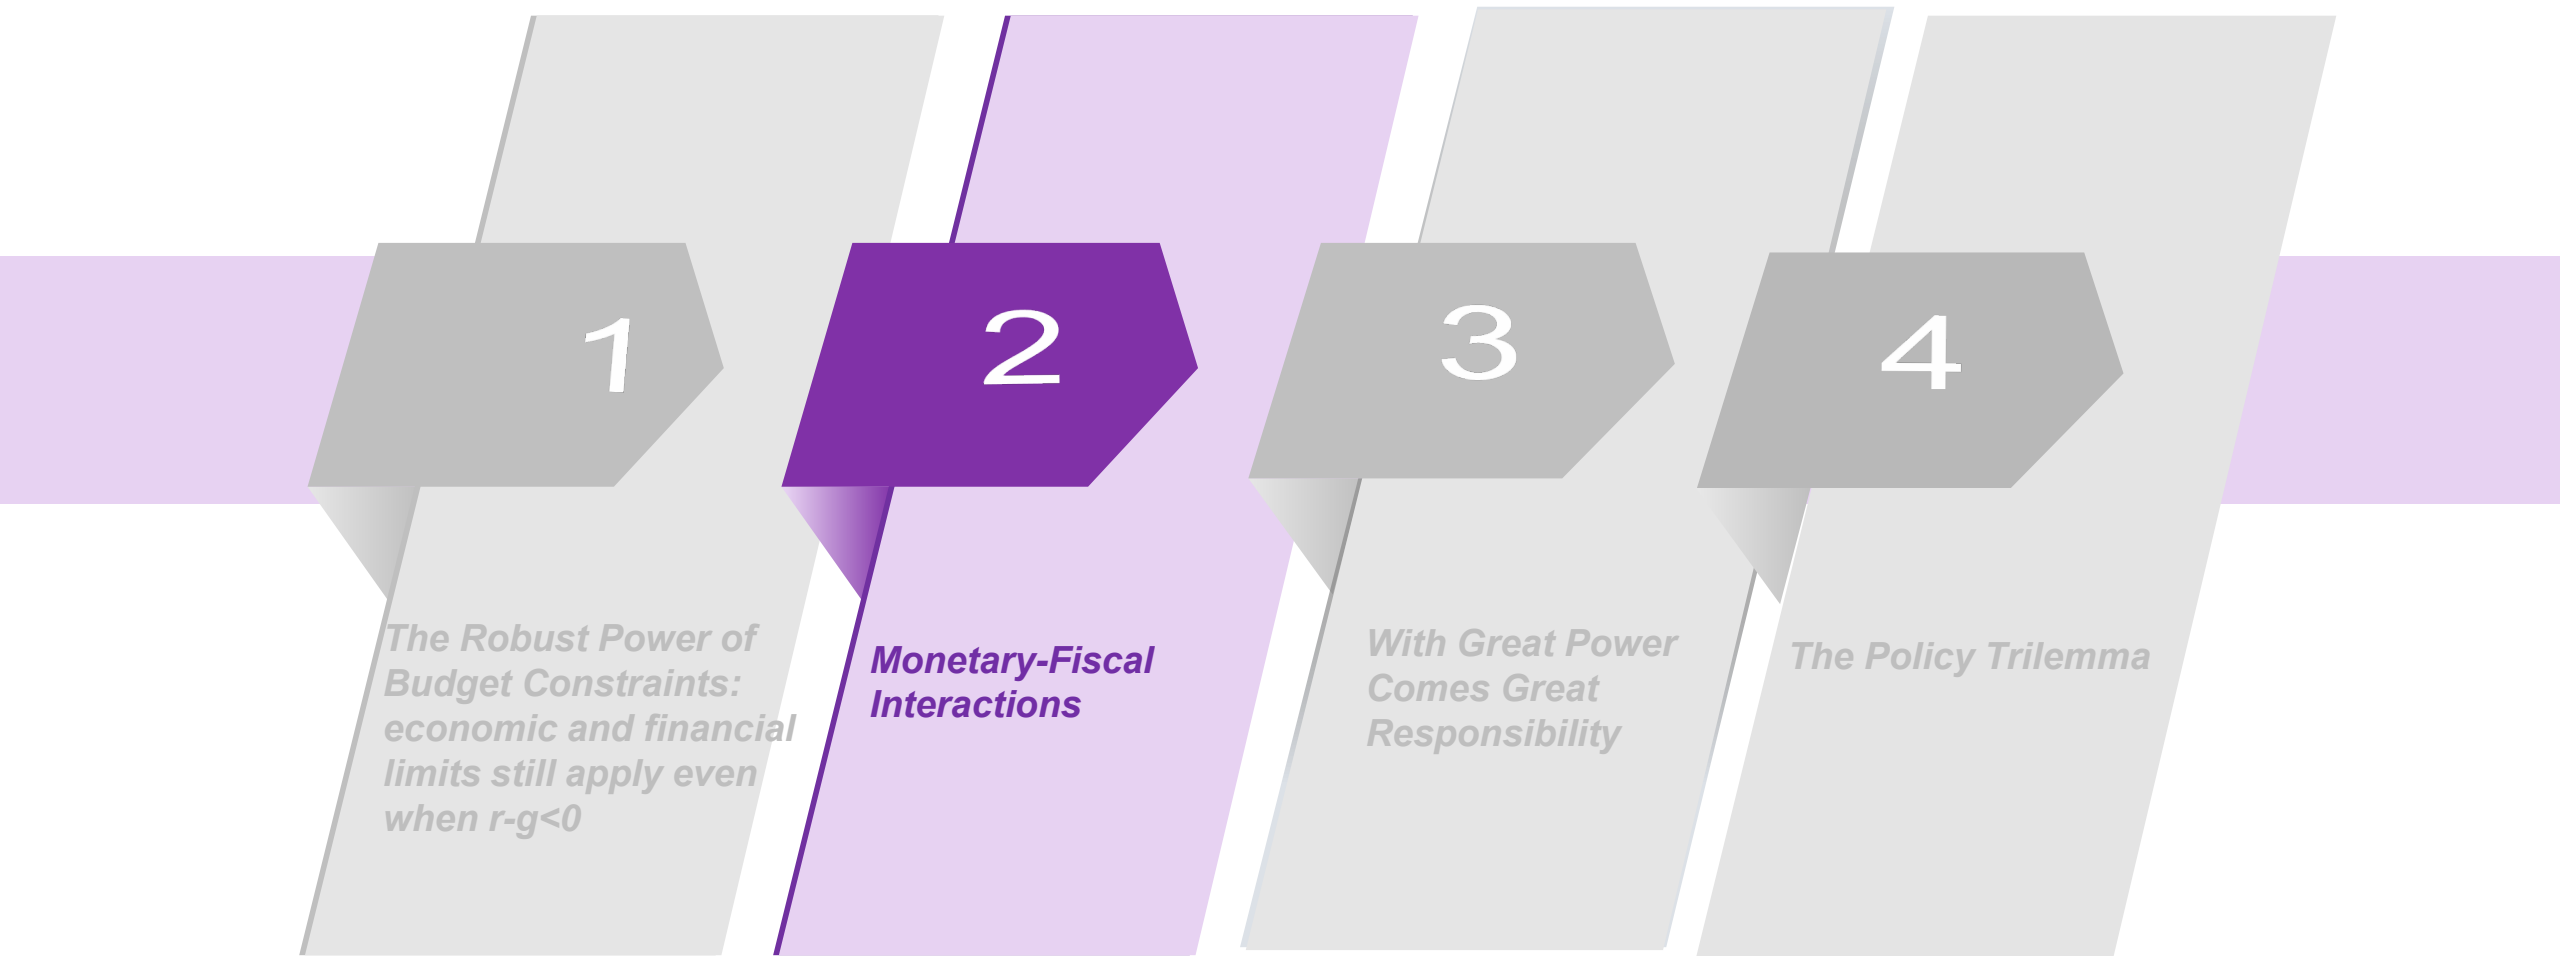 1
The Robust Power of
Budget Constraints:
economic and financial
limits still apply even
when r-g<0
2
Monetary-Fiscal
Interactions
3
With Great Power
Comes Great
Responsibility
4
The Policy Trilemma